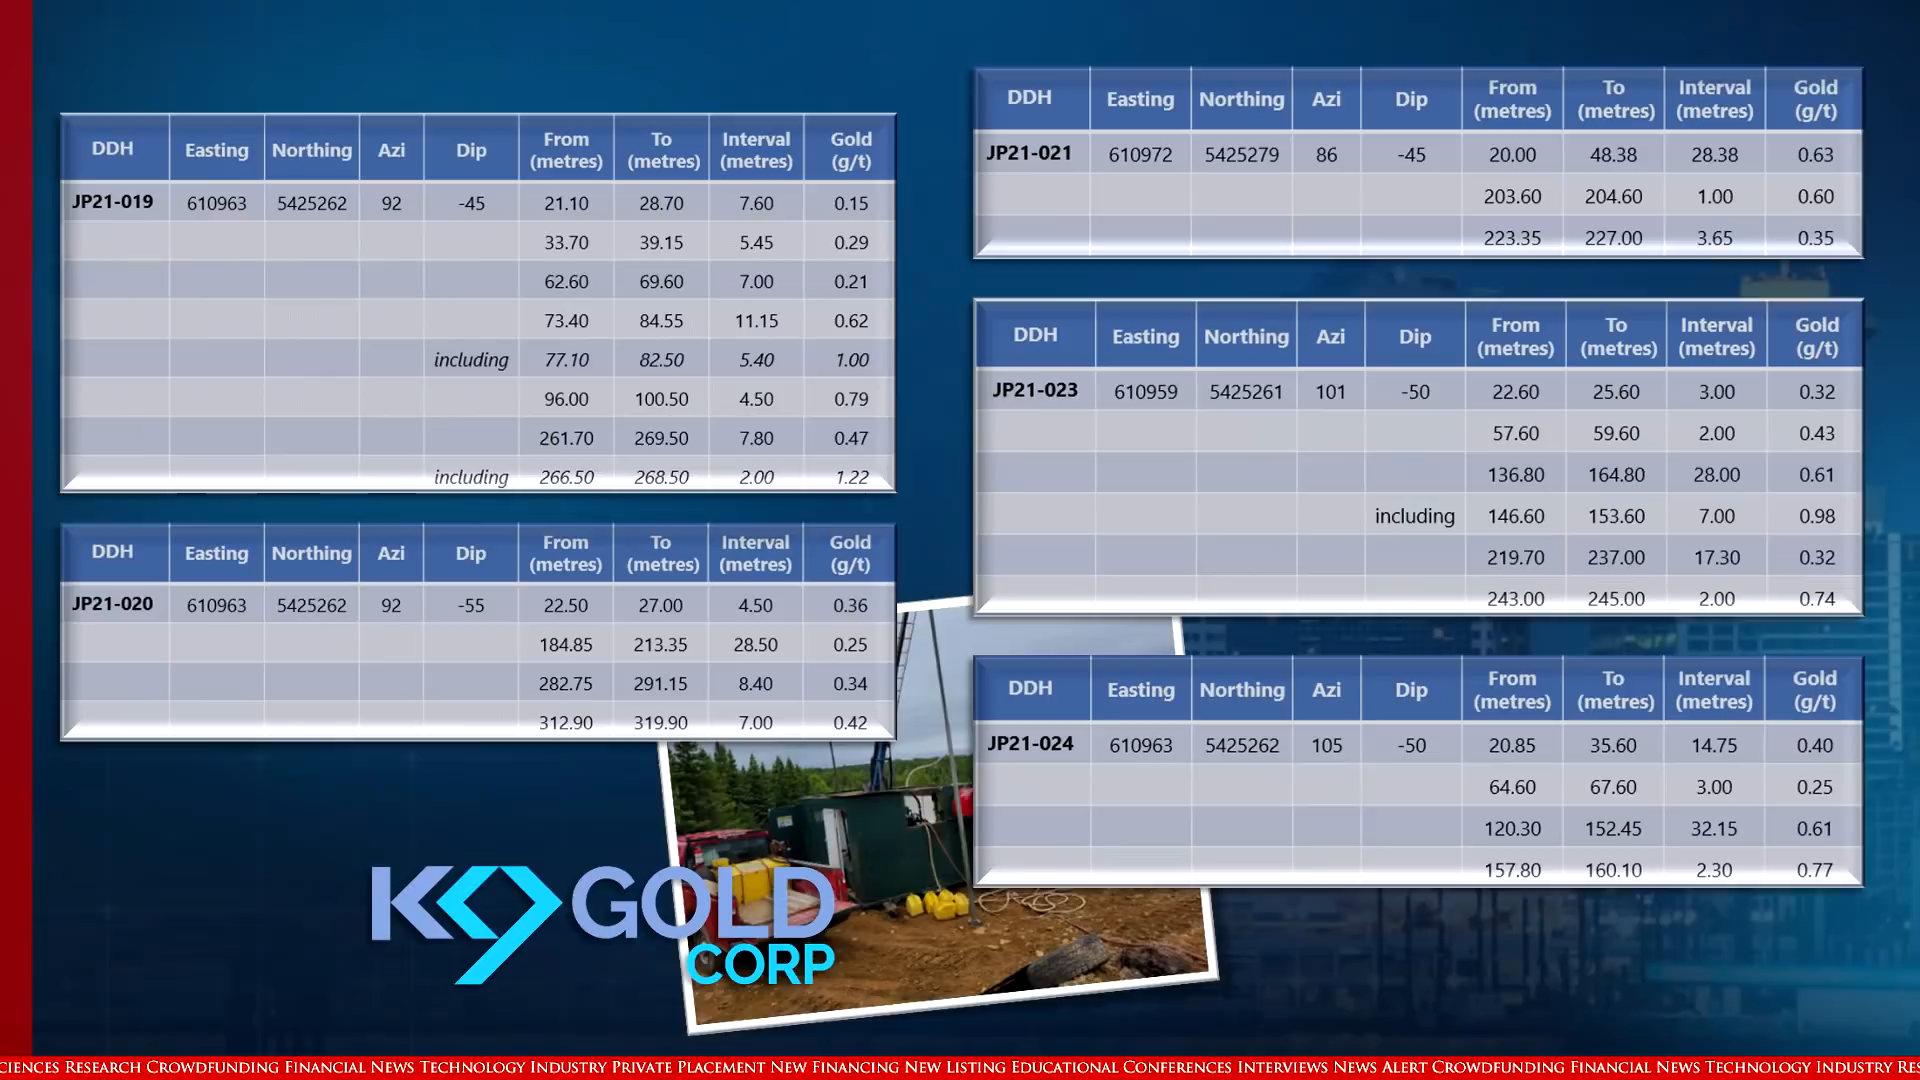 DDH Easting Northing Azi Dip From (metres) To (metres) Interval (metres) Gold (g/t)
JP21-019 610963 5425262 92 -45 21.10 28.70 7.60 0.15
33.70 39.15 5.45 0.29
62.60 69.60 7.00 0.21
73.40 84.55 11.15 0.62
including 77.10 82.50 5.40 1.00
96.00 100.50 4.50 0.79
261.70 269.50 7.80 0.47
including 266.50 268.50 2.00 1.22
DDH Easting Northing Azi Dip From (metres) To (metres) Interval (metres) Gold (g/t)
JP21-020 610963 5425262 92 -55 22.50 27.00 4.50 0.36
184.85 213.35 28.50 0.25
282.75 291.15 8.40 0.34
312.90 319.90 7.00 0.42
DDH Easting Northing Azi Dip From (metres) To (metres) Interval (metres) Gold (g/t)
JP21-021 610972 5425279 86 -45 20.00 48.38 28.38 0.63
203.60 204.60 1.00 0.60
223.35 227.00 3.65 0.35
DDH Easting Northing Azi Dip From (metres) To (metres) Interval (metres) Gold (g/t)
JP21-023 610959 5425261 101 -50 22.60 25.60 3.00 0.32
57.60 59.60 2.00 0.43
136.80 164.80 28.00 0.61
including 146.60 153.60 7.00 0.98
219.70 237.00 17.30 0.32
243.00 245.00 2.00 0.74
DDH Easting Northing Azi Dip From (metres) To (metres) Interval (metres) Gold (g/t)
JP21-024 610963 5425262 105 -50 20.85 35.60 14.75 0.40
64.60 67.60 3.00 0.25
120.30 152.45 32.15 0.61
157.80 160.10 2.30 0.77
K9 GOLD
CORP
CIENCES RESEARCH CROWDFUNDING FINANCIAL NEWS TECHNOLOGY INDUSTRY PRIVATE PLACEMENT NEW FINANCING NEW LISTING EDUCATIONAL CONFERENCES INTERVIEWS NEWS ALERT CROWDFUNDING FINANCIAL NEWS TECHNOLOGY INDUSTRY RES